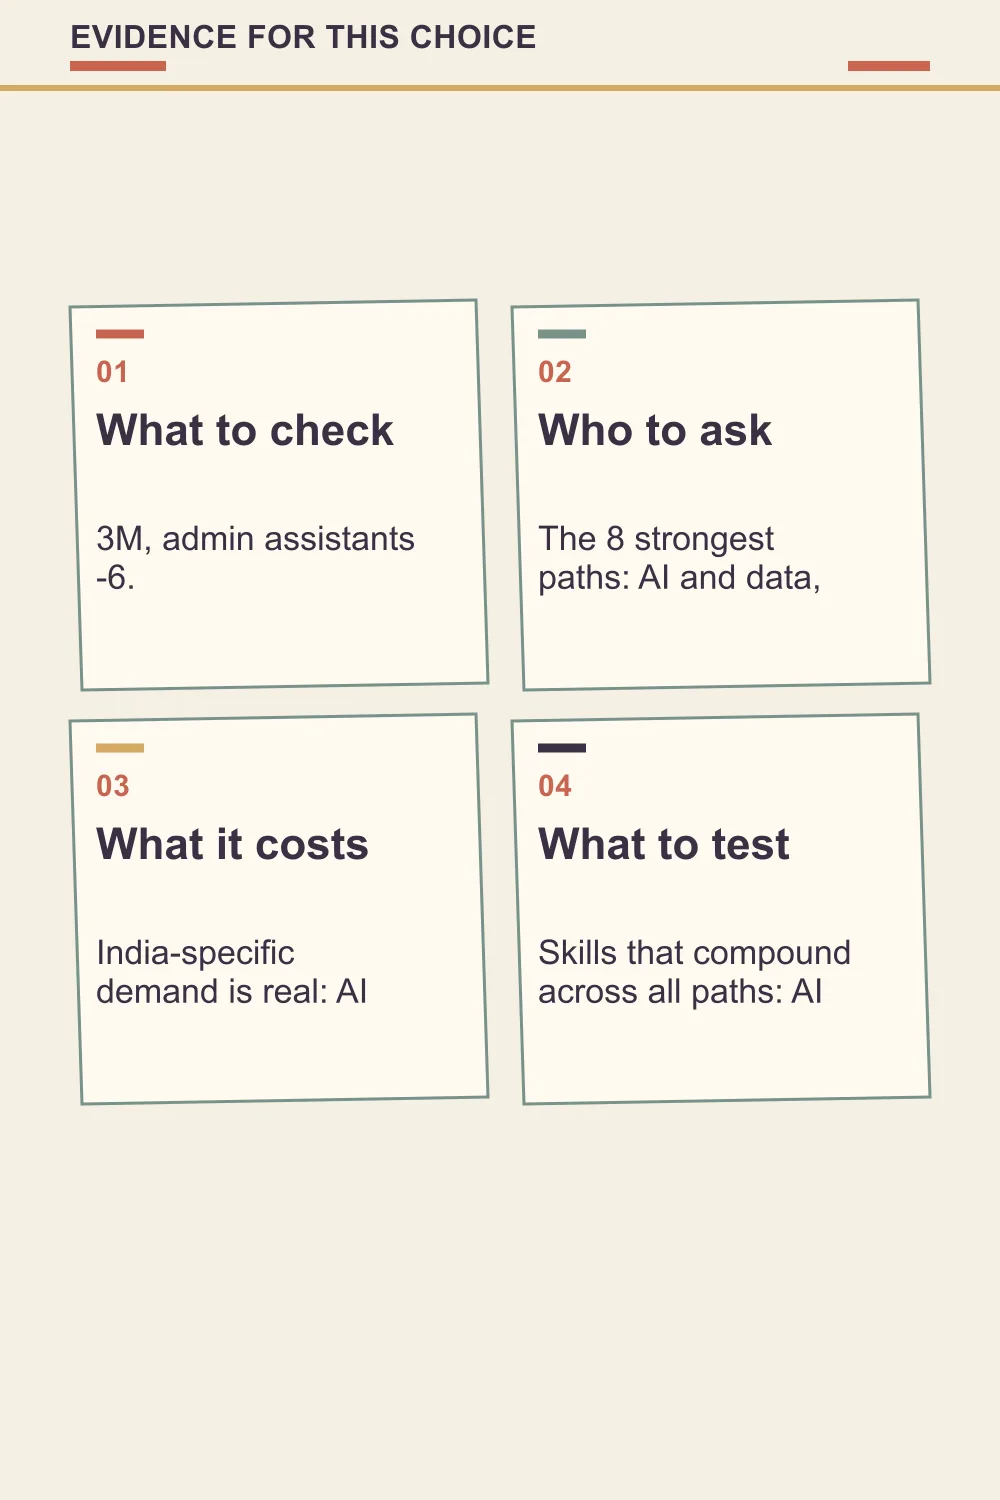 EVIDENCE FOR THIS CHOICE
01
What to check
3M, admin assistants
-6.
02
Who to ask
The 8 strongest
paths: AI and data,
03
What it costs
India-specific
demand is real: AI
04
What to test
Skills that compound
across all paths: AI